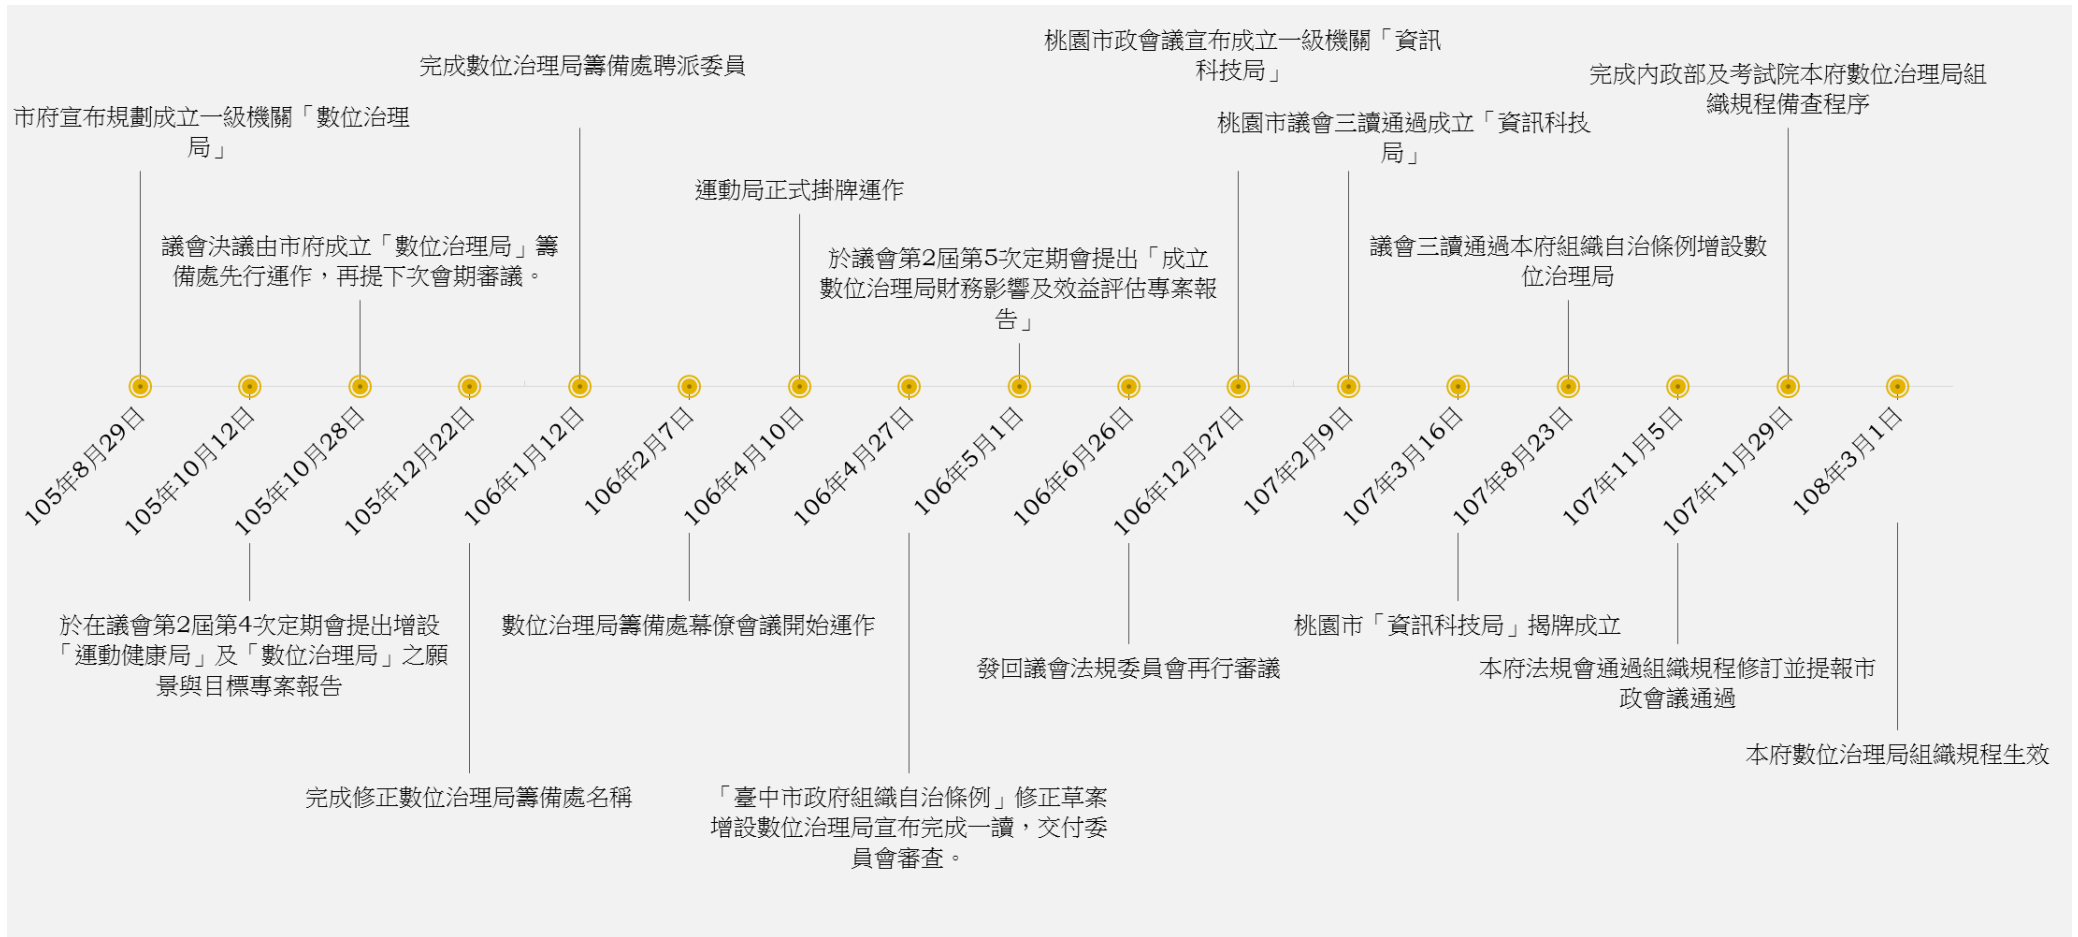 市府宣布規劃成立一級機關「數位治理
局」
105年8月29日
105年10月12日
於在議會第2屆第4次定期會提出增設
「運動健康局」及「數位治理局」之願
景與目標專案報告
議會決議由市府成立「數位治理局」籌
備處先行運作，再提下次會期審議。
105年10月28日
105年12月22日
完成修正數位治理局籌備處名稱
完成數位治理局籌備處聘派委員
106年1月12日
106年2月7日
數位治理局籌備處幕僚會議開始運作
運動局正式掛牌運作
106年4月10日
106年4月27日
「臺中市政府組織自治條例」修正草案
增設數位治理局宣布完成一讀，交付委
員會審查。
於議會第2屆第5次定期會提出「成立
數位治理局財務影響及效益評估專案報
告」
106年5月1日
106年6月26日
發回議會法規委員會再行審議
桃園市政會議宣布成立一級機關「資訊
科技局」
106年12月27日
桃園市議會三讀通過成立「資訊科技
局」
107年2月9日
107年3月16日
桃園市「資訊科技局」揭牌成立
議會三讀通過本府組織自治條例增設數
位治理局
107年8月23日
107年11月5日
本府法規會通過組織規程修訂並提報市
政會議通過
完成內政部及考試院本府數位治理局組
織規程備查程序
107年11月29日
108年3月1日
本府數位治理局組織規程生效